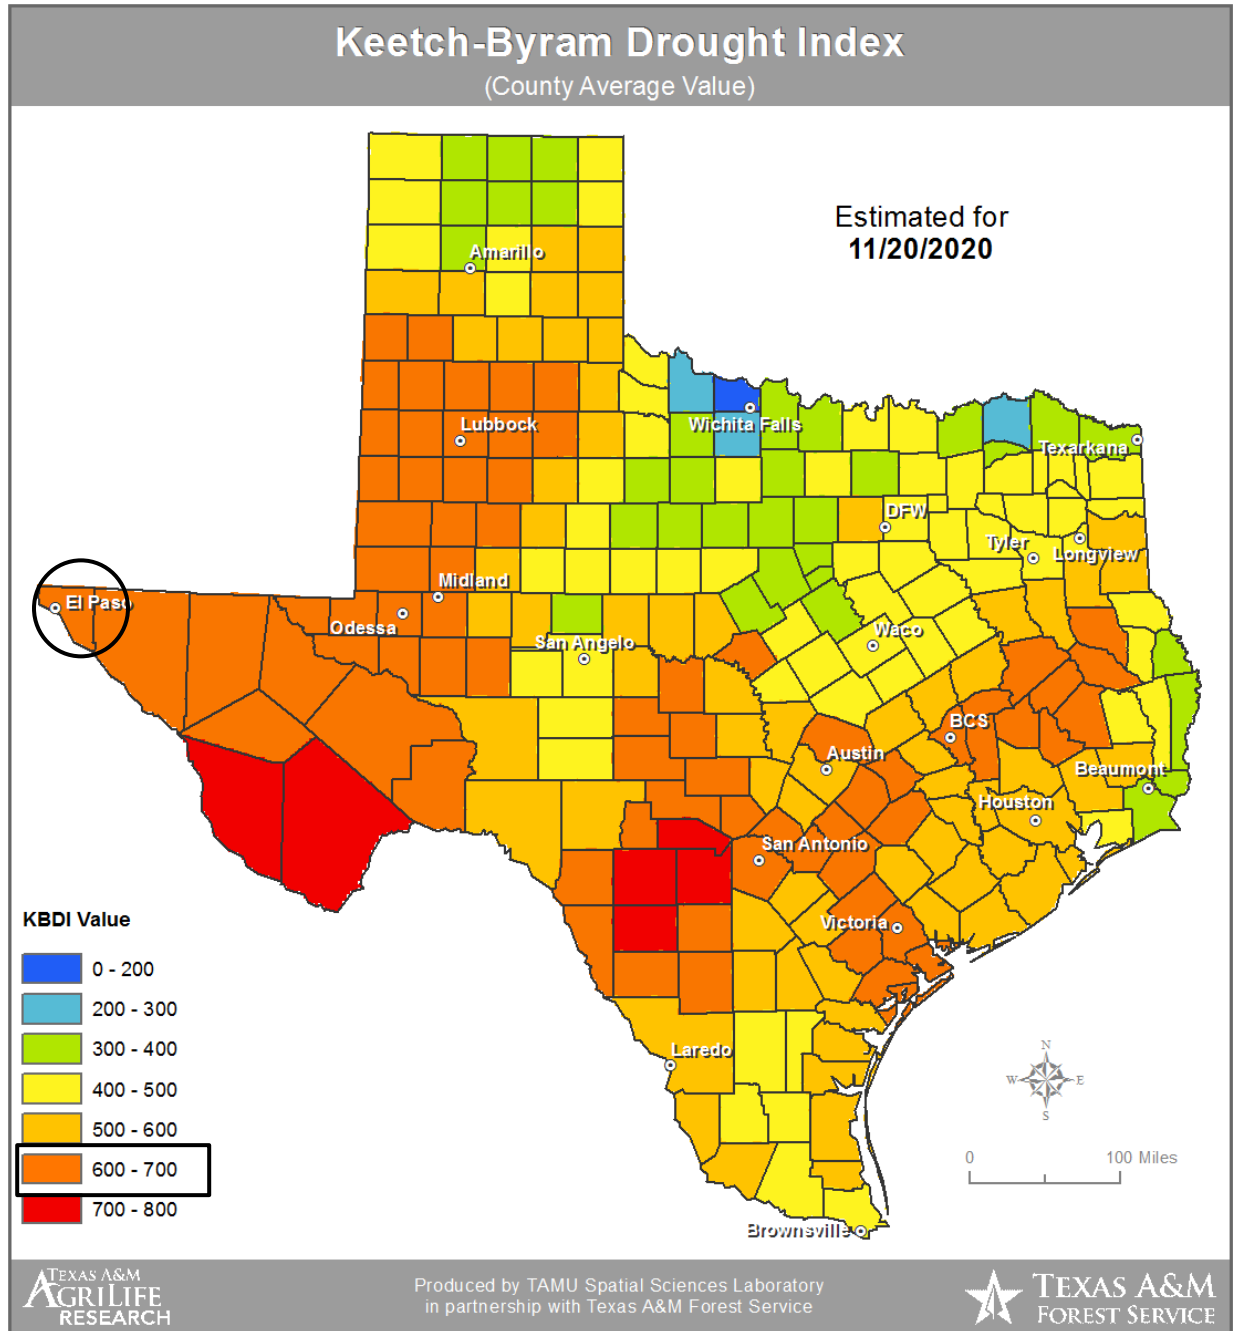 Keetch-Byram Drought Index
(County Average Value)
Estimated for
11/20/2020
Amarillo
Lubbock
Wichita Falls
Texarkana
DFW
Tyler
Longview
Midland
El Paso
Odessa
San Angelo
Waco
BCS
Austin
Beaumont
Houston
San Antonio
Victoria
Laredo
Brownsville
KBDI Value
0 - 200
200 - 300
300 - 400
400 - 500
500 - 600
600 - 700
700 - 800
N
W
E
S
0
100 Miles
TEXAS A&M
AGRILIFE
RESEARCH
Produced by TAMU Spatial Sciences Laboratory
in partnership with Texas A&M Forest Service
TEXAS A&M
FOREST SERVICE